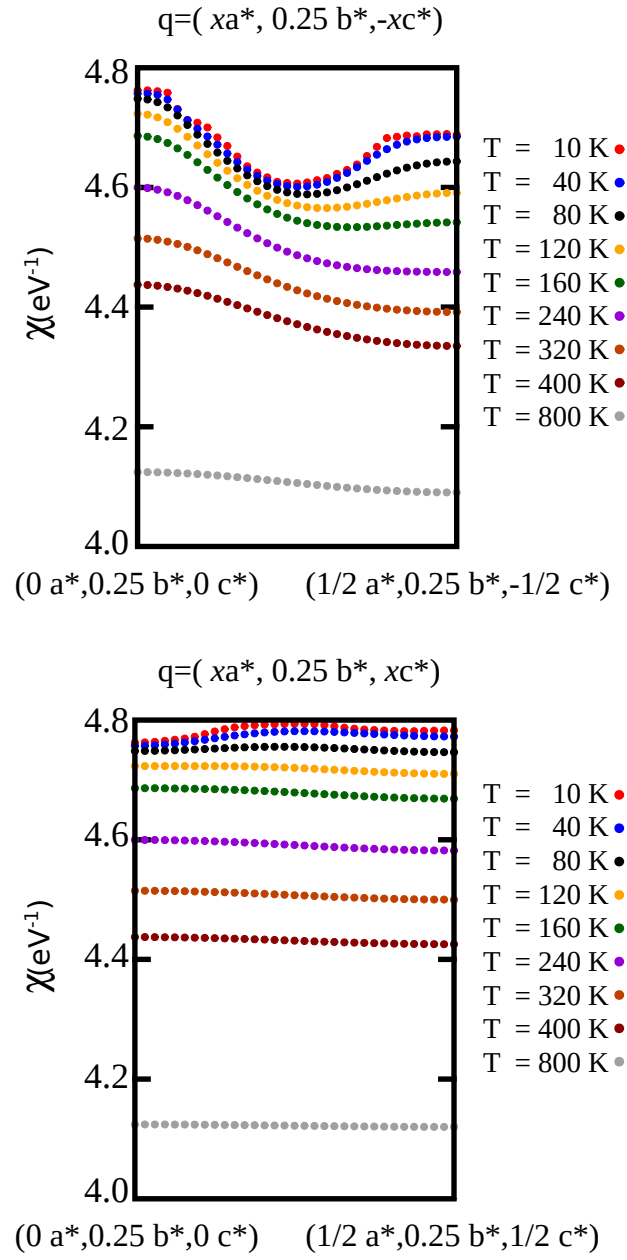 q=( xa*, 0.25 b*,-xc*)
4.8
4.6
4.4
4.2
4.0
χ(eV-1)
T = 10 K
T = 40 K
T = 80 K
T = 120 K
T = 160 K
T = 240 K
T = 320 K
T = 400 K
T = 800 K
(0 a*,0.25 b*,0 c*) (1/2 a*,0.25 b*,-1/2 c*)
q=( xa*, 0.25 b*, xc*)
4.8
4.6
4.4
4.2
4.0
χ(eV-1)
T = 10 K
T = 40 K
T = 80 K
T = 120 K
T = 160 K
T = 240 K
T = 320 K
T = 400 K
T = 800 K
(0 a*,0.25 b*,0 c*) (1/2 a*,0.25 b*,1/2 c*)